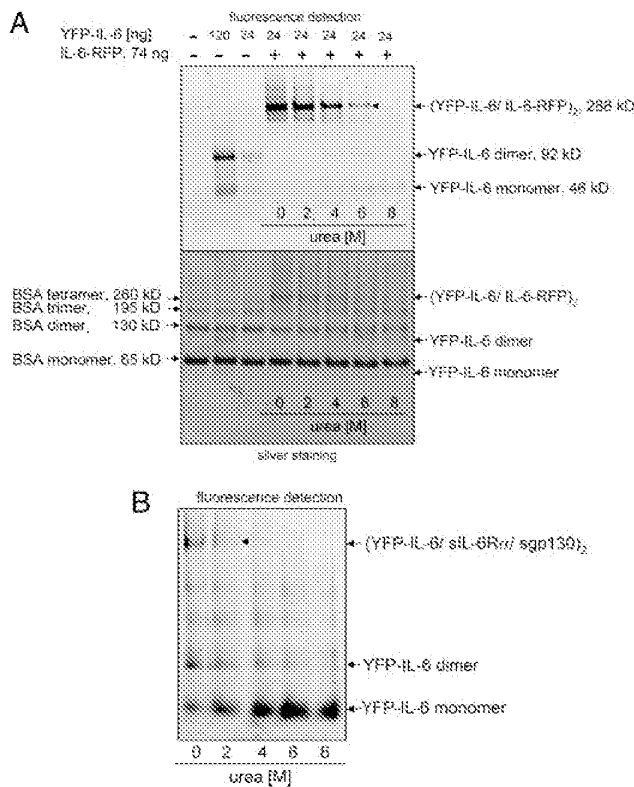 A
fluorescence detection
YFP-IL-6 [ng] – 120 24 24 24 24 24 24
IL-6-RFP, 74 ng – – – + + + + +
(YFP-IL-6/ IL-6-RFP)2, 288 kD
YFP-IL-6 dimer, 92 kD
YFP-IL-6 monomer, 46 kD
0 2 4 6 8
urea [M]
BSA tetramer, 260 kD
(YFP-IL-6/ IL-6-RFP)2
BSA trimer, 195 kD
BSA dimer, 130 kD
YFP-IL-6 dimer
BSA monomer, 65 kD
YFP-IL-6 monomer
0 2 4 6 8
urea [M]
silver staining
B
fluorescence detection
(YFP-IL-6/ sIL-6Rα/ sgp130)2
YFP-IL-6 dimer
YFP-IL-6 monomer
0 2 4 6 8
urea [M]